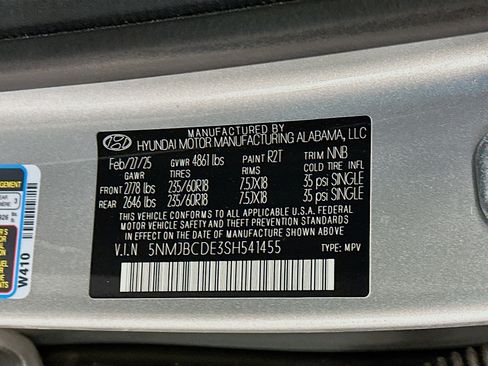 MANUFACTURED BY
HYUNDAI MOTOR MANUFACTURING ALABAMA, LLC
Feb/27/25 GVWR 4861 lbs PAINT R2T TRIM NNB
GAWR TIRES RIMS COLD TIRE INF.
FRONT 2778 lbs 235/60R18 7.5JX18 35 psi SINGLE
REAR 2646 lbs 235/60R18 7.5JX18 35 psi SINGLE
THIS VEHICLE CONFORMS TO ALL APPLICABLE U.S.A. FEDERAL
MOTOR VEHICLE SAFETY AND THEFT PREVENTION STANDARDS
IN EFFECT ON THE DATE OF MANUFACTURE SHOWN ABOVE.
V.I.N 5NMJBCDE3SH541455 TYPE: MPV
W410